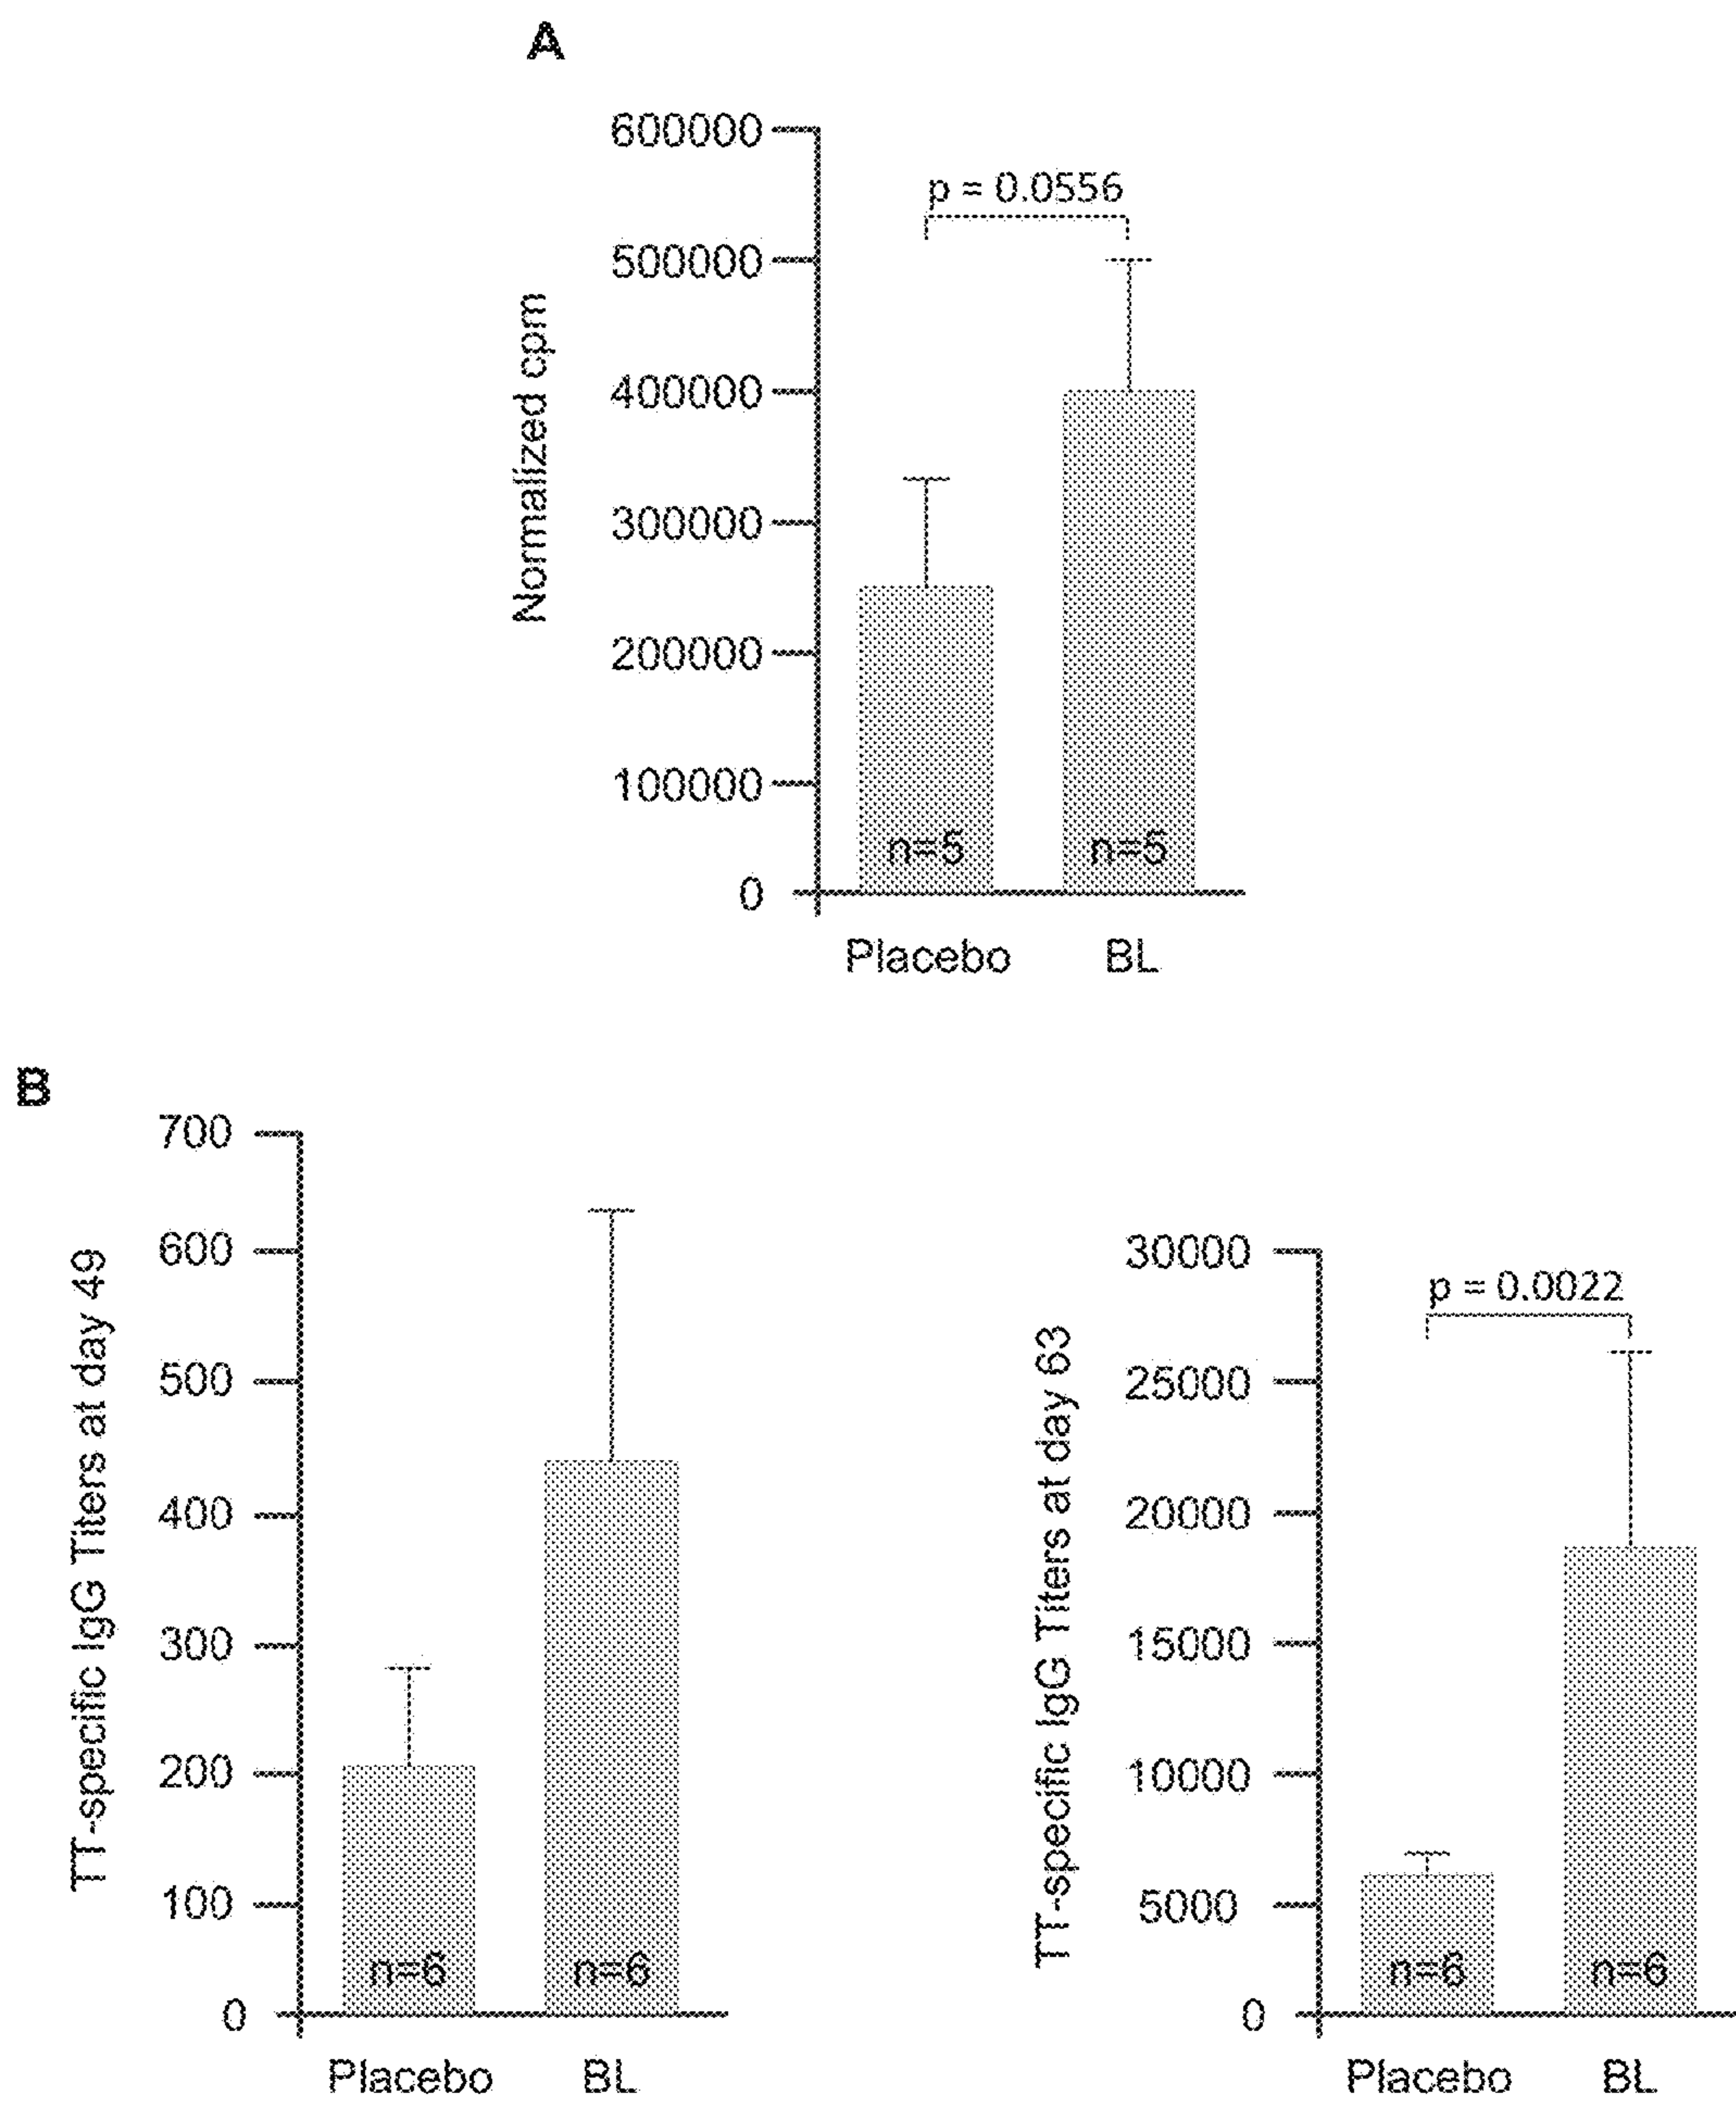 A
600000
p = 0.0556
500000
400000
300000
200000
100000
0
Normalized cpm
n=5
n=5
Placebo
BL
B
700
600
500
400
300
200
100
0
TT-specific IgG Titers at day 49
n=6
n=6
Placebo
BL
30000
p = 0.0022
25000
20000
15000
10000
5000
0
TT-specific IgG Titers at day 63
n=6
n=6
Placebo
BL